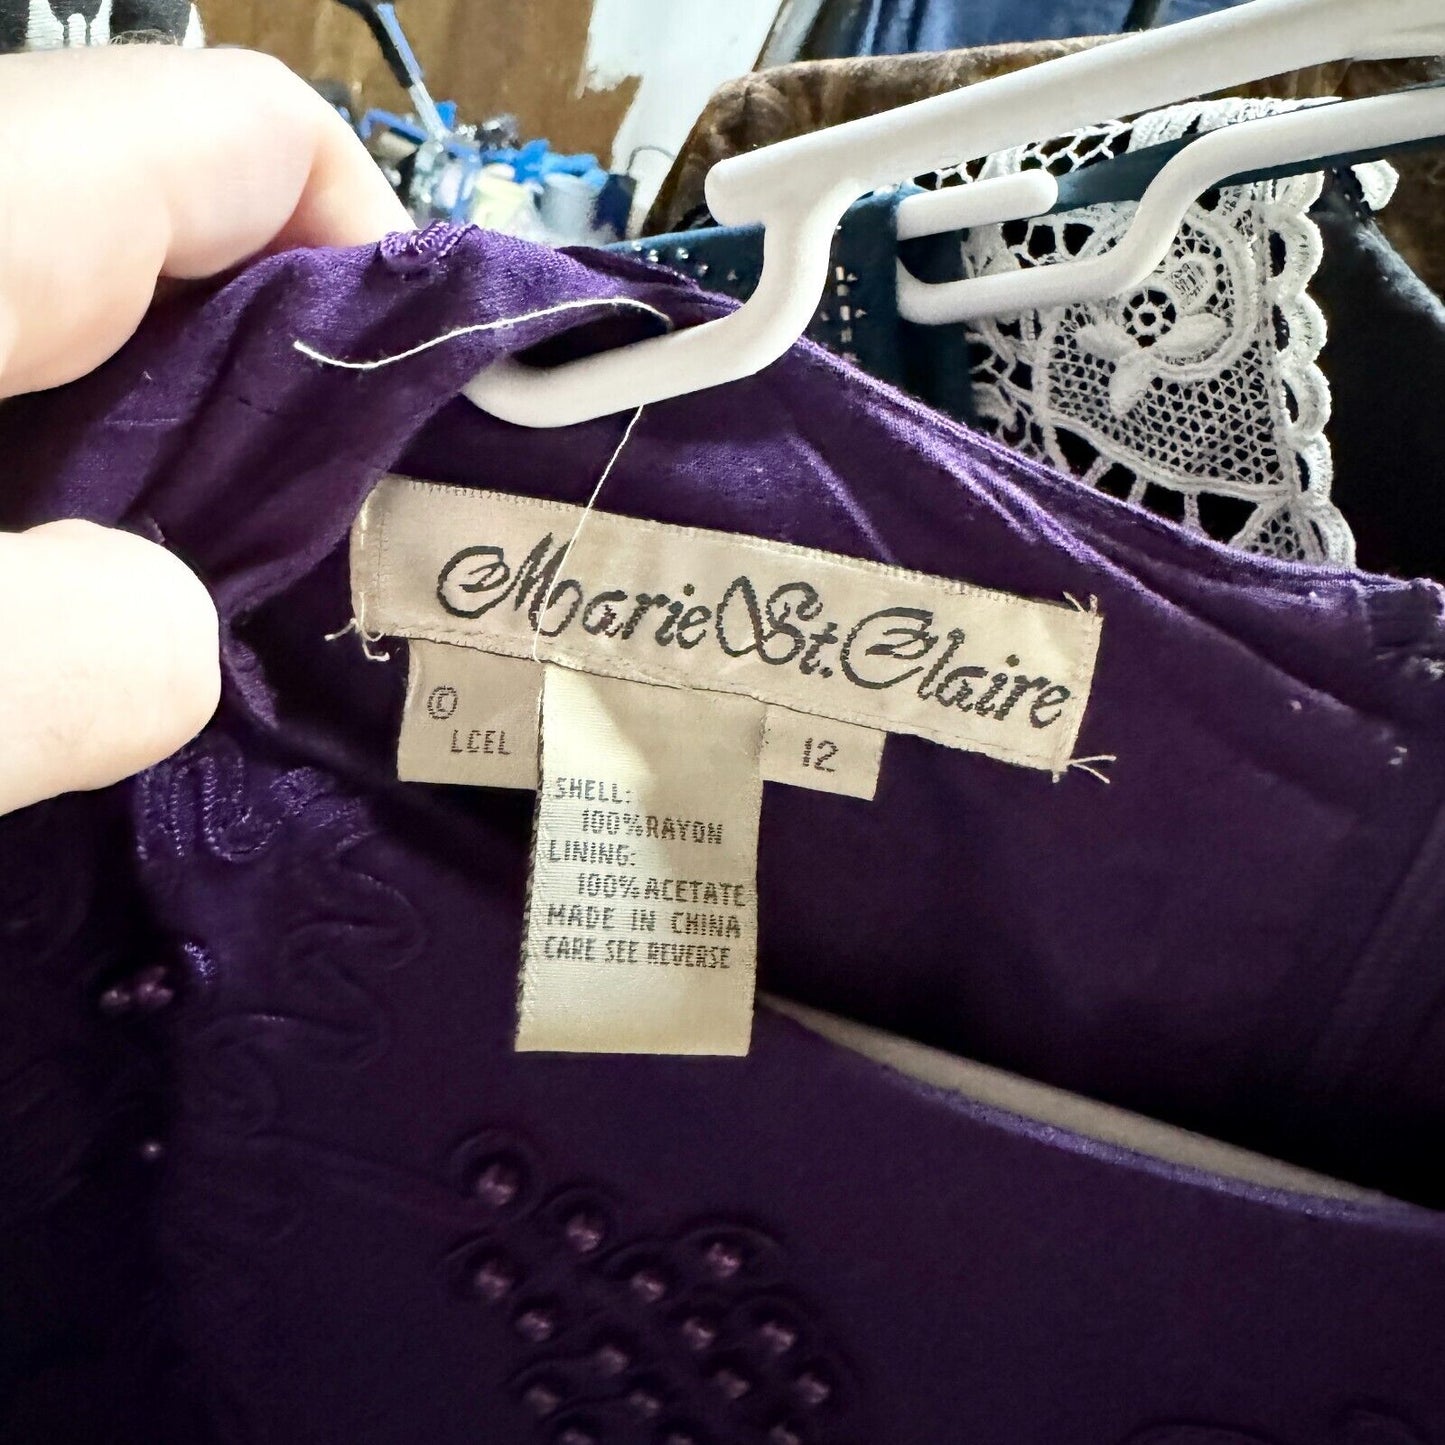 Marie St. Claire
©
LCEL
12
SHELL:
100% RAYON
LINING:
100% ACETATE
MADE IN CHINA
CARE SEE REVERSE